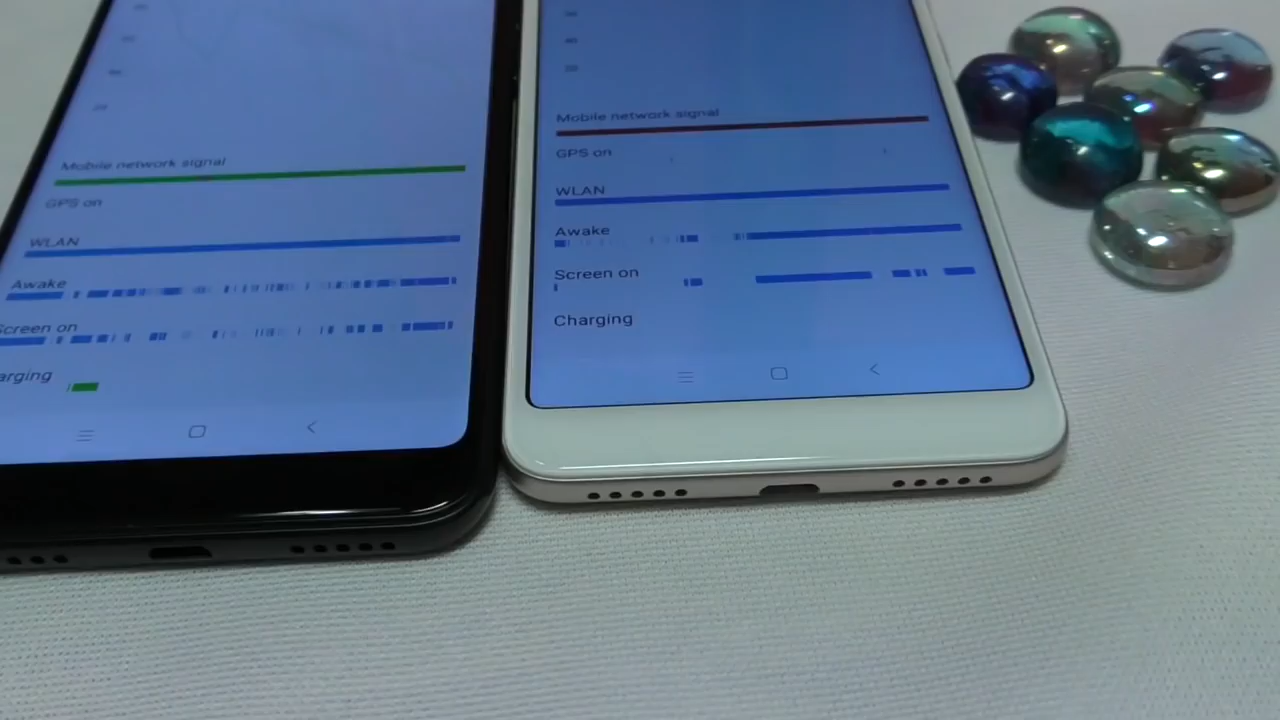 Mobile network signal
GPS on
WLAN
Awake
Screen on
arging
Mobile network signal
GPS on
WLAN
Awake
Screen on
Charging